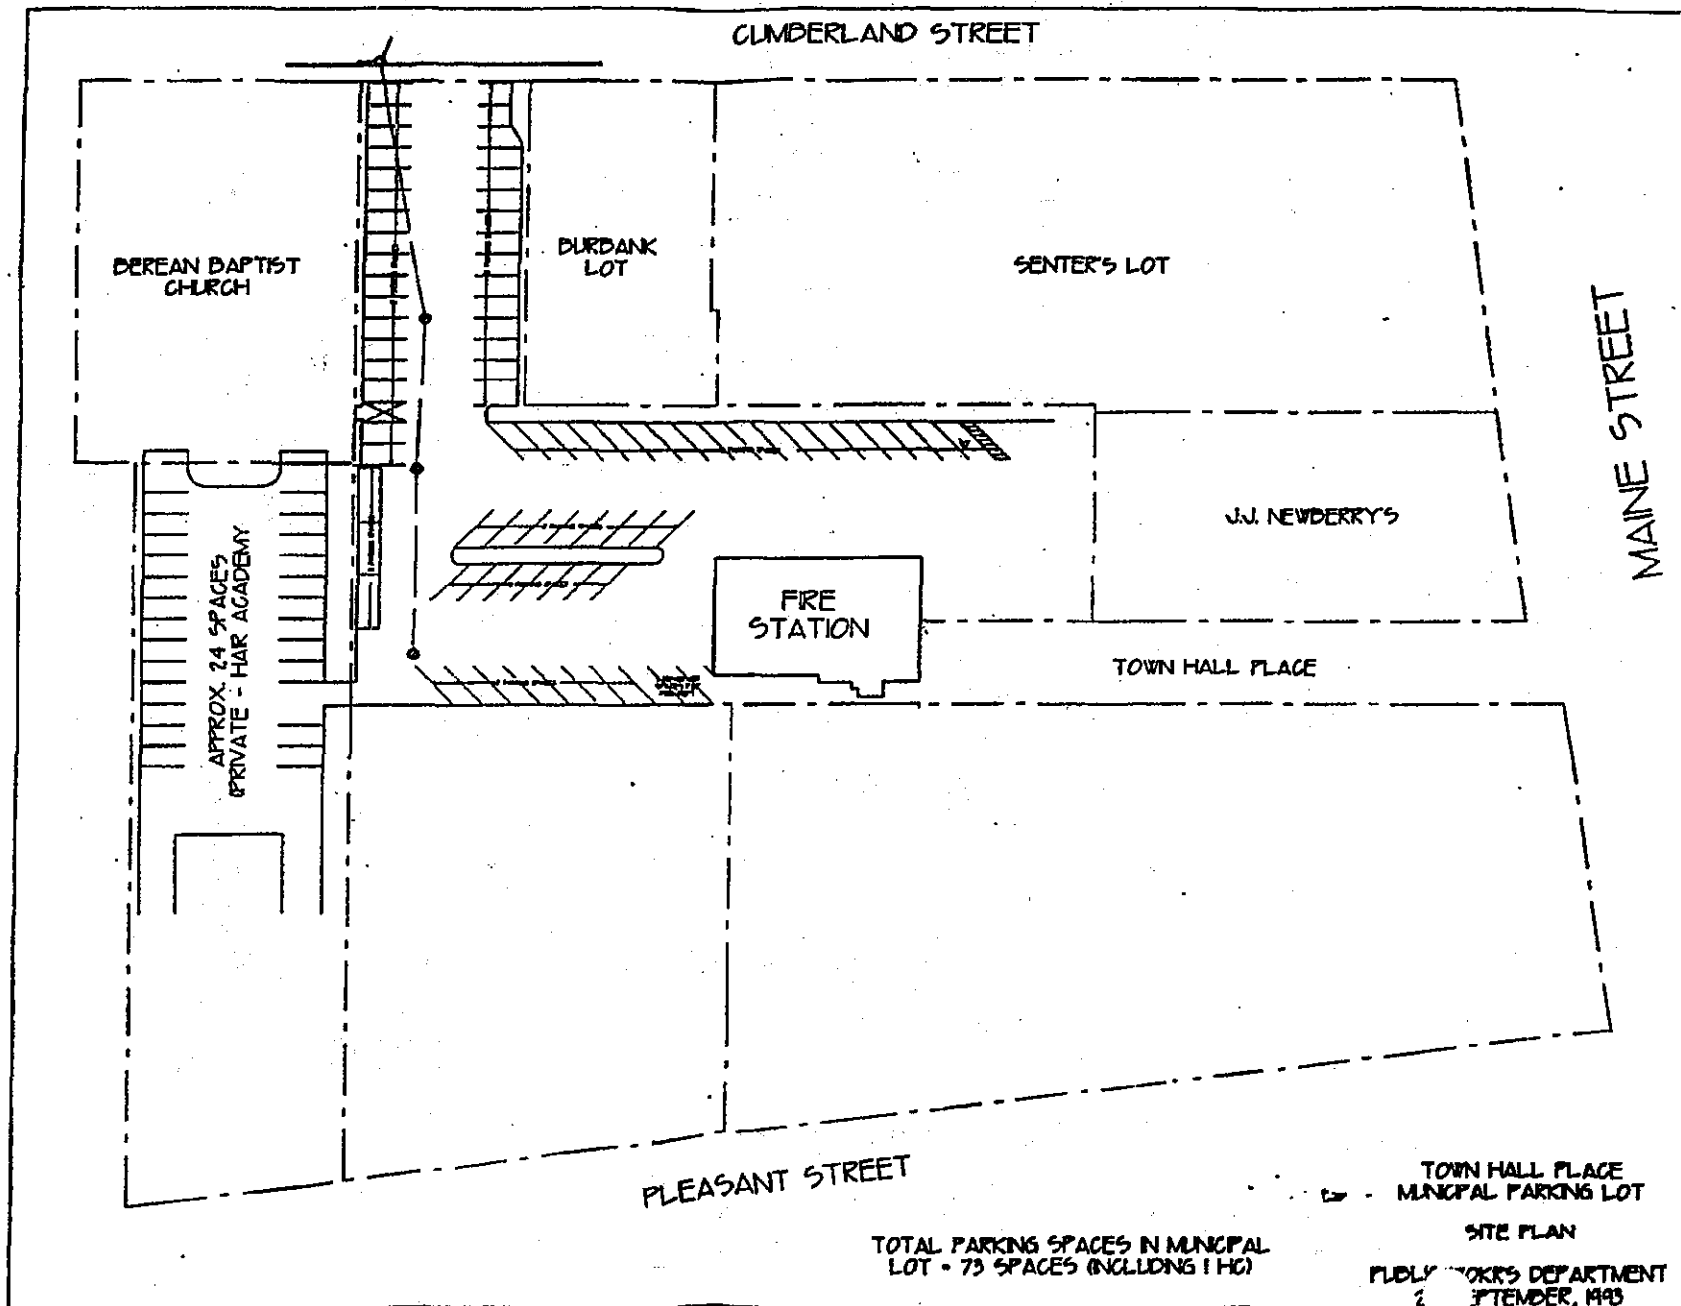 CUMBERLAND STREET
BEREAN BAPTIST
CHURCH
BURBANK
LOT
SENTER'S LOT
MAINE STREET
J.J. NEWBERRY'S
APPROX. 24 SPACES
(PRIVATE - HAR ACADEMY
FIRE
STATION
TOWN HALL PLACE
PLEASANT STREET
TOWN HALL PLACE
MUNICIPAL PARKING LOT
SITE PLAN
TOTAL PARKING SPACES IN MUNICIPAL
LOT = 73 SPACES (INCLUDING 1 HC)
DEPARTMENT
1993